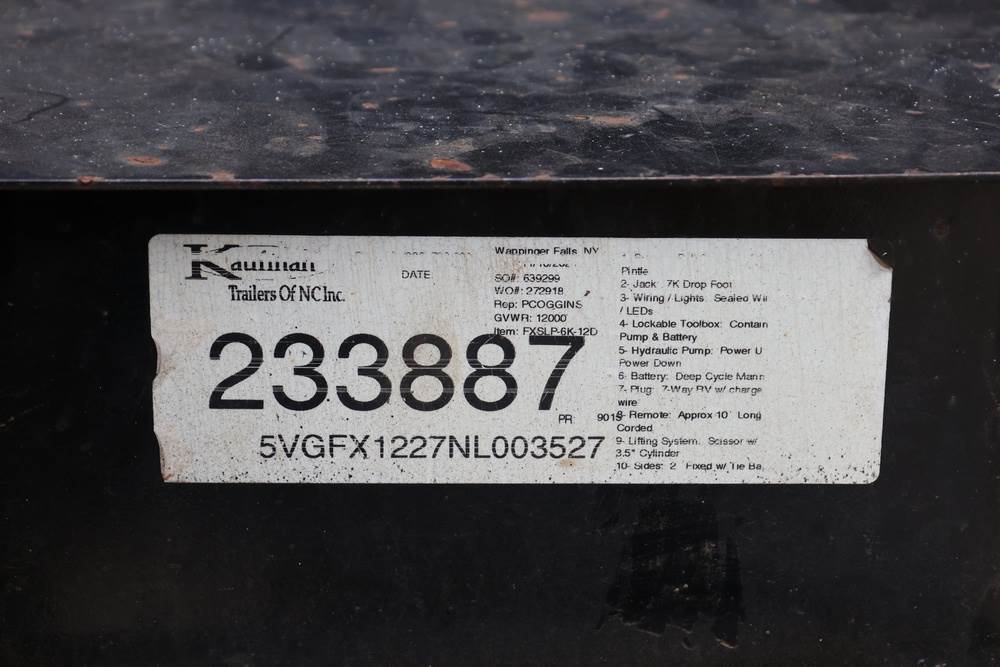 Kaufman
Trailers Of NC Inc.
DATE
Wappinger Falls, NY
SO#: 639299
WO#: 272918
Rep: PCOGGINS
GVWR: 12000
Item: FXSLP-6K-12D
233887
PR: 9015
5VGFX1227NL003527
Pintle
2- Jack: 7K Drop Foot
3- Wiring / Lights: Sealed Wi
/ LEDs
4- Lockable Toolbox: Contain
Pump & Battery
5- Hydraulic Pump: Power U
Power Down
6- Battery: Deep Cycle Marin
7- Plug: 7-Way RV w/ charge
wire
8- Remote: Approx 10' Long
Corded
9- Lifting System: Scissor w/
3.5" Cylinder
10- Sides: 2' Fixed w/ Tie Ba